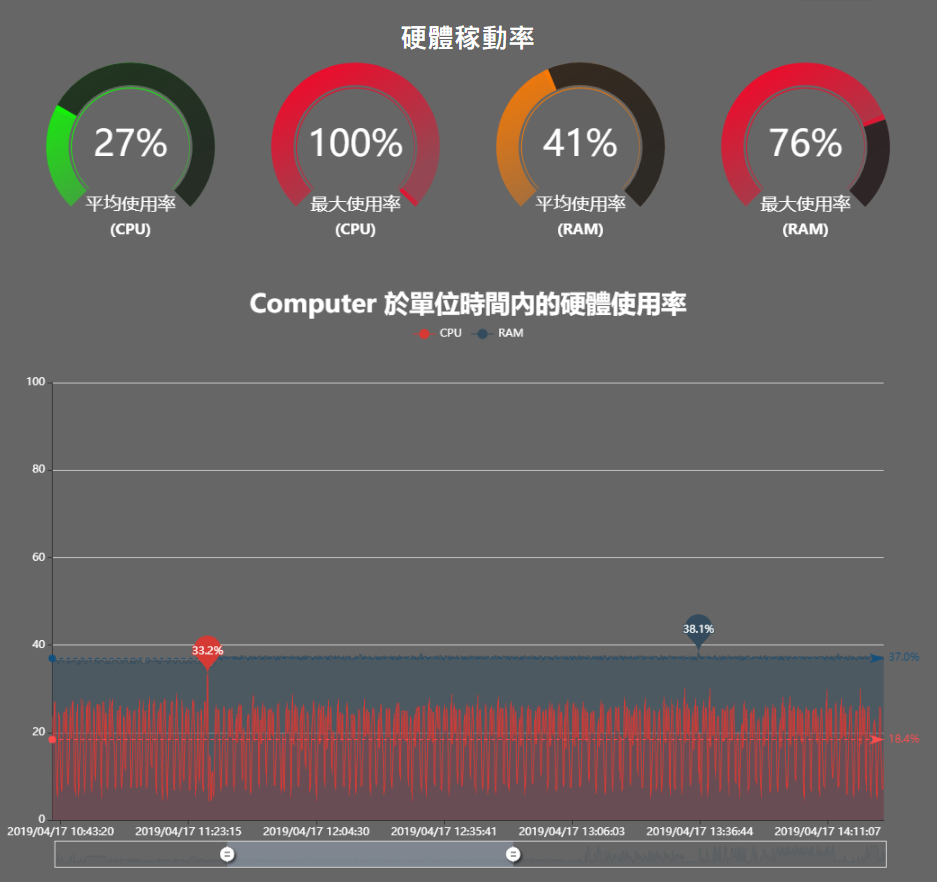 硬體稼動率
27%
平均使用率
(CPU)
100%
最大使用率
(CPU)
41%
平均使用率
(RAM)
76%
最大使用率
(RAM)
Computer 於單位時間內的硬體使用率
CPU RAM
100
80
60
40
20
0
33.2%
38.1%
37.0%
18.4%
2019/04/17 10:43:20 2019/04/17 11:23:15 2019/04/17 12:04:30 2019/04/17 12:35:41 2019/04/17 13:06:03 2019/04/17 13:36:44 2019/04/17 14:11:07